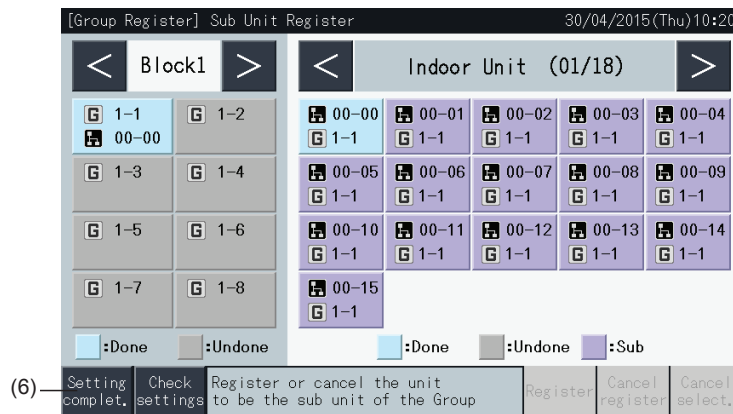 [Group Register] Sub Unit Register 30/04/2015(Thu)10:20
< Block1 > < Indoor Unit (01/18) >
G 1-1 G 1-2
00-00
G 1-3 G 1-4
G 1-5 G 1-6
G 1-7 G 1-8
:Done :Undone
00-00 00-01 00-02 00-03 00-04
G 1-1 G 1-1 G 1-1 G 1-1 G 1-1
00-05 00-06 00-07 00-08 00-09
G 1-1 G 1-1 G 1-1 G 1-1 G 1-1
00-10 00-11 00-12 00-13 00-14
G 1-1 G 1-1 G 1-1 G 1-1 G 1-1
00-15
G 1-1
:Done :Undone :Sub
(6)
Setting
complet.
Check
settings
Register or cancel the unit
to be the sub unit of the Group
Register
Cancel
register
Cancel
select.